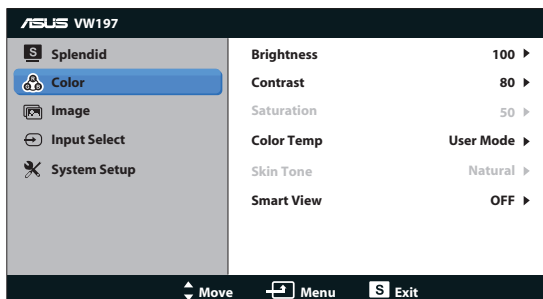 ASUS VW197
S Splendid
Color
Image
Input Select
System Setup
Brightness 100
Contrast 80
Saturation 50
Color Temp User Mode
Skin Tone Natural
Smart View OFF
Move Menu S Exit